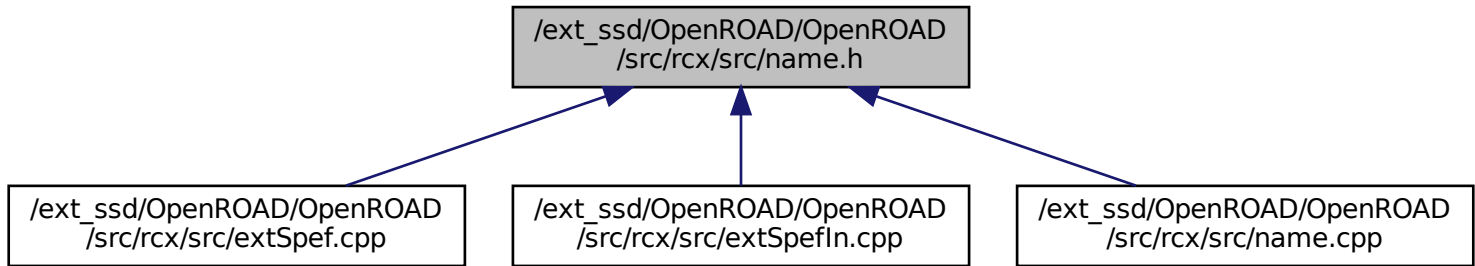 /ext_ssd/OpenROAD/OpenROAD
/src/rcx/src/name.h
/ext_ssd/OpenROAD/OpenROAD
/src/rcx/src/extSpef.cpp
/ext_ssd/OpenROAD/OpenROAD
/src/rcx/src/extSpefIn.cpp
/ext_ssd/OpenROAD/OpenROAD
/src/rcx/src/name.cpp